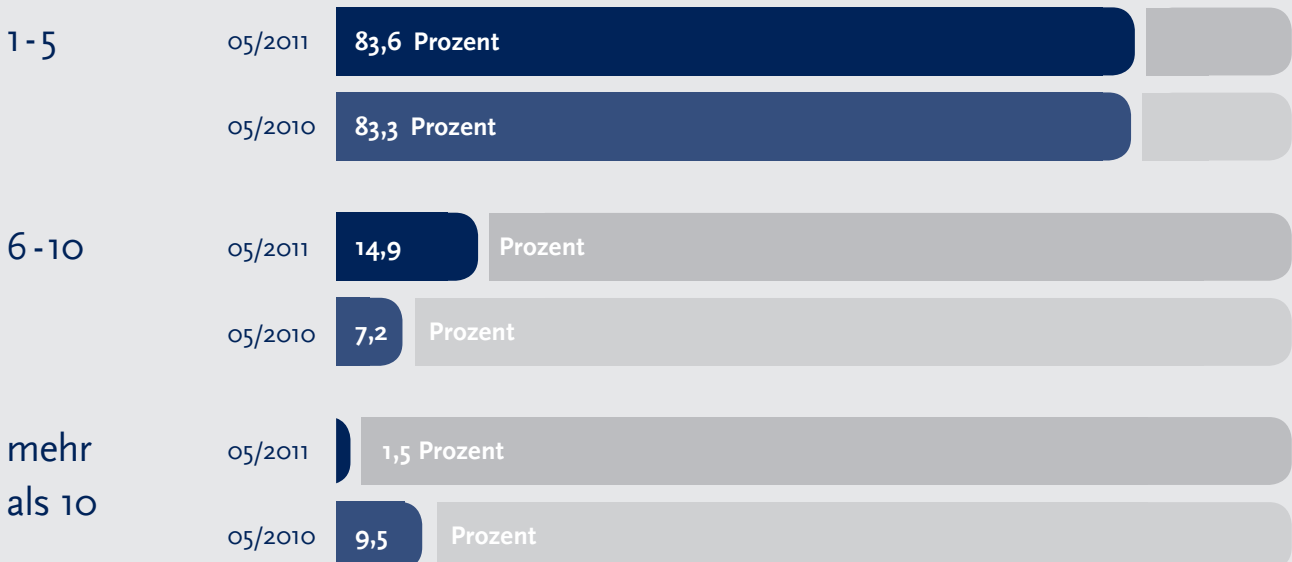 1-5 05/2011 83,6 Prozent
05/2010 83,3 Prozent
6-10 05/2011 14,9 Prozent
05/2010 7,2 Prozent
mehr
als 10
05/2011 1,5 Prozent
05/2010 9,5 Prozent